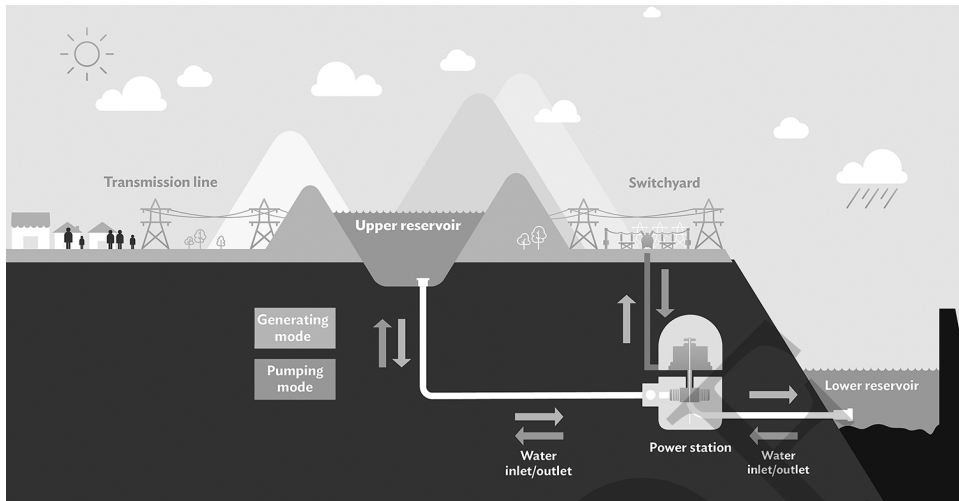 Transmission line
Switchyard
Upper reservoir
Generating
mode
Pumping
mode
Lower reservoir
Power station
Water
inlet/outlet
Water
inlet/outlet